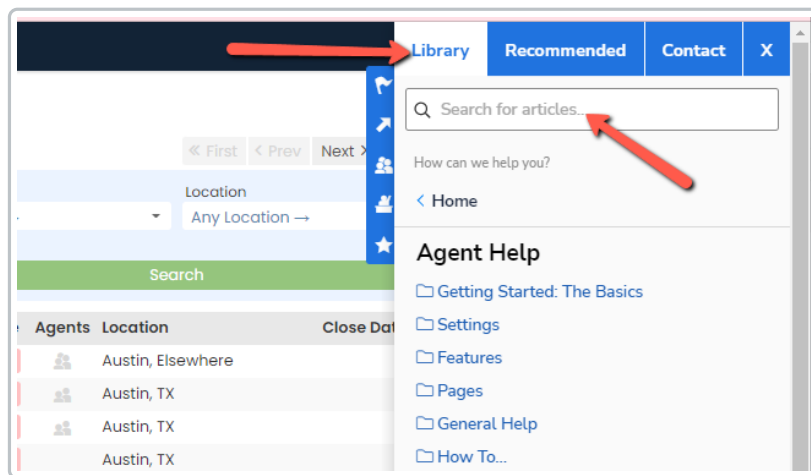 Library Recommended Contact X
Search for articles...
How can we help you?
< Home
Agent Help
Getting Started: The Basics
Settings
Features
Pages
General Help
How To...
« First < Prev Next >
Location
Any Location →
Search
Agents Location Close Dat
Austin, Elsewhere
Austin, TX
Austin, TX
Austin, TX